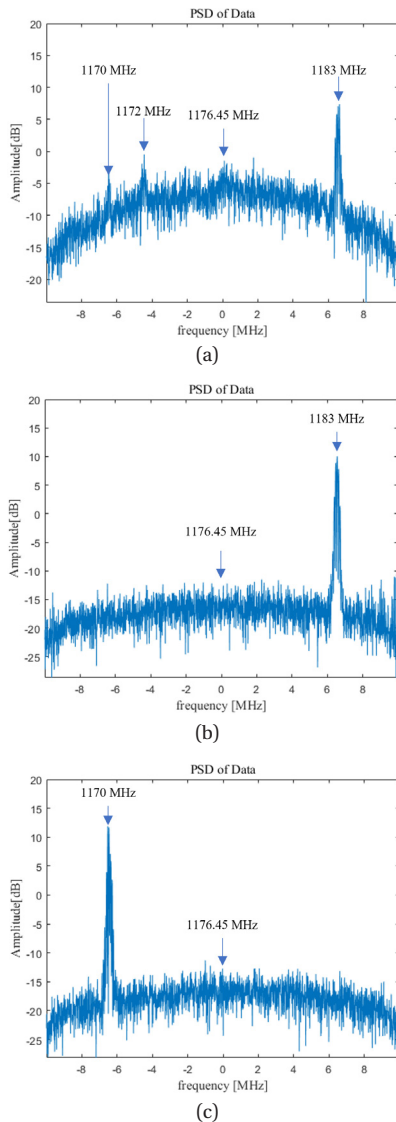 PSD of Data
20
15
10
5
0
-5
-10
-15
-20
Amplitude[dB]
1170 MHz
1172 MHz
1176.45 MHz
1183 MHz
-8 -6 -4 -2 0 2 4 6 8
frequency [MHz]
(a)
PSD of Data
20
15
10
5
0
-5
-10
-15
-20
-25
Amplitude[dB]
1183 MHz
1176.45 MHz
-8 -6 -4 -2 0 2 4 6 8
frequency [MHz]
(b)
PSD of Data
20
15
10
5
0
-5
-10
-15
-20
-25
Amplitude[dB]
1170 MHz
1176.45 MHz
-8 -6 -4 -2 0 2 4 6 8
frequency [MHz]
(c)